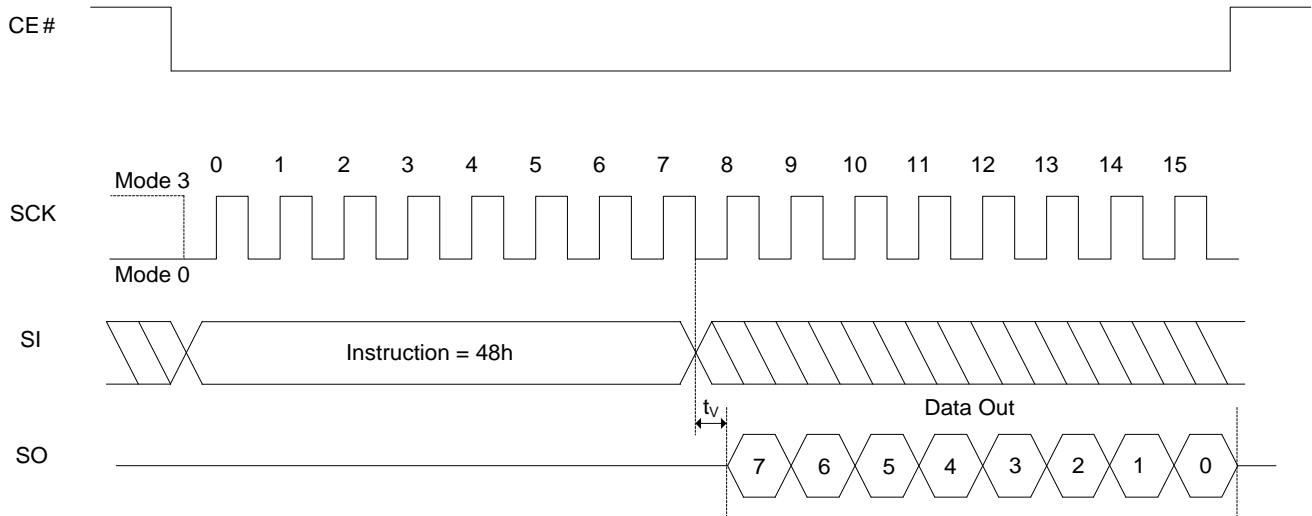 CE#
0 1 2 3 4 5 6 7 8 9 10 11 12 13 14 15
Mode 3
SCK
Mode 0
SI
Instruction = 48h
tV
Data Out
SO
7 6 5 4 3 2 1 0